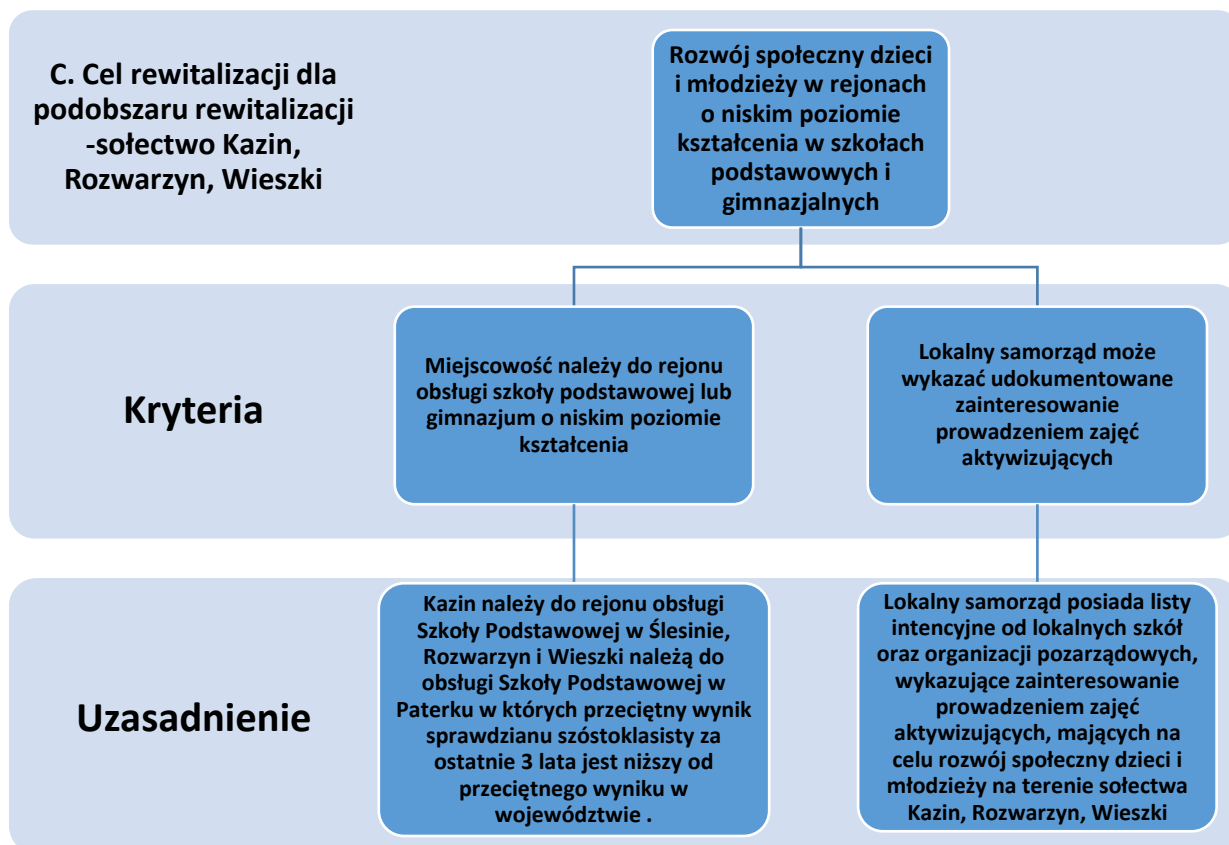 C. Cel rewitalizacji dla
podobszaru rewitalizacji
-sołectwo Kazin,
Rozwarzyn, Wieszki
Rozwój społeczny dzieci
i młodzieży w rejonach
o niskim poziomie
kształcenia w szkołach
podstawowych i
gimnazjalnych
Kryteria
Miejscowość należy do rejonu
obsługi szkoły podstawowej lub
gimnazjum o niskim poziomie
kształcenia
Lokalny samorząd może
wykazać udokumentowane
zainteresowanie
prowadzeniem zajęć
aktywizujących
Uzasadnienie
Kazin należy do rejonu obsługi
Szkoły Podstawowej w Ślesinie,
Rozwarzyn i Wieszki należą do
obsługi Szkoły Podstawowej w
Paterku w których przeciętny wynik
sprawdzianu szóstoklasisty za
ostatnie 3 lata jest niższy od
przeciętnego wyniku w
województwie .
Lokalny samorząd posiada listy
intencyjne od lokalnych szkół
oraz organizacji pozarządowych,
wykazujące zainteresowanie
prowadzeniem zajęć
aktywizujących, mających na
celu rozwój społeczny dzieci i
młodzieży na terenie sołectwa
Kazin, Rozwarzyn, Wieszki